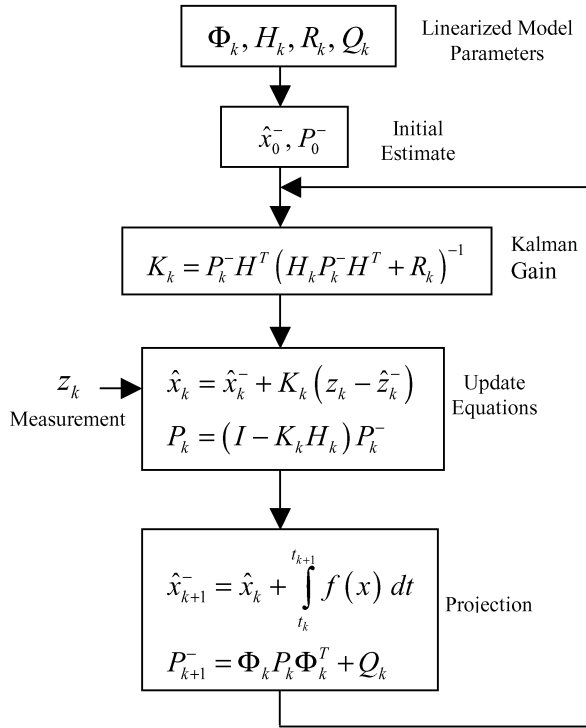 Φ_k, H_k, R_k, Q_k
Linearized Model
Parameters
x̂_0^-, P_0^-
Initial
Estimate
K_k = P_k^- H^T (H_k P_k^- H^T + R_k)^{-1}
Kalman
Gain
z_k
Measurement
x̂_k = x̂_k^- + K_k (z_k − ẑ_k^-)
P_k = (I − K_k H_k) P_k^-
Update
Equations
x̂_{k+1}^- = x̂_k + ∫_{t_k}^{t_{k+1}} f(x) dt
P_{k+1}^- = Φ_k P_k Φ_k^T + Q_k
Projection